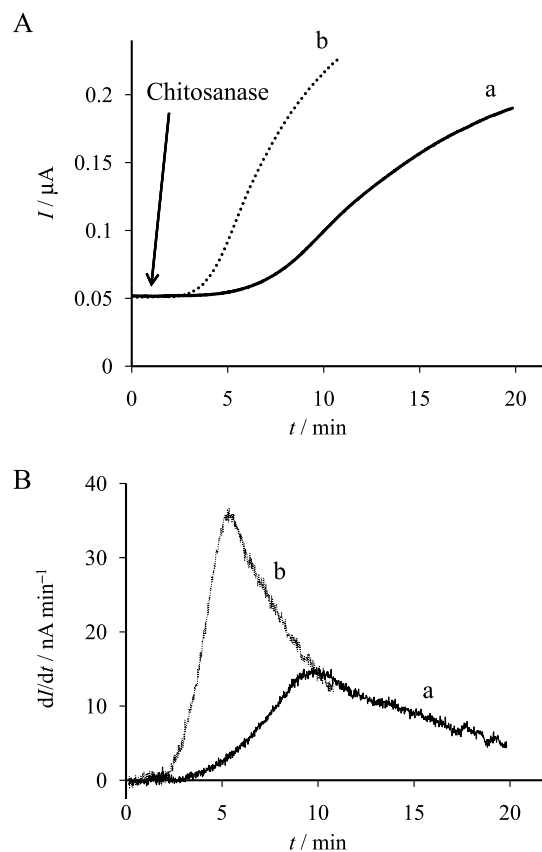 A
b
a
Chitosanase
0.2
0.15
0.1
0.05
0
I / µA
0 5 10 15 20
t / min
B
40
30
20
10
0
b
a
dI/dt / nA min⁻¹
0 5 10 15 20
t / min